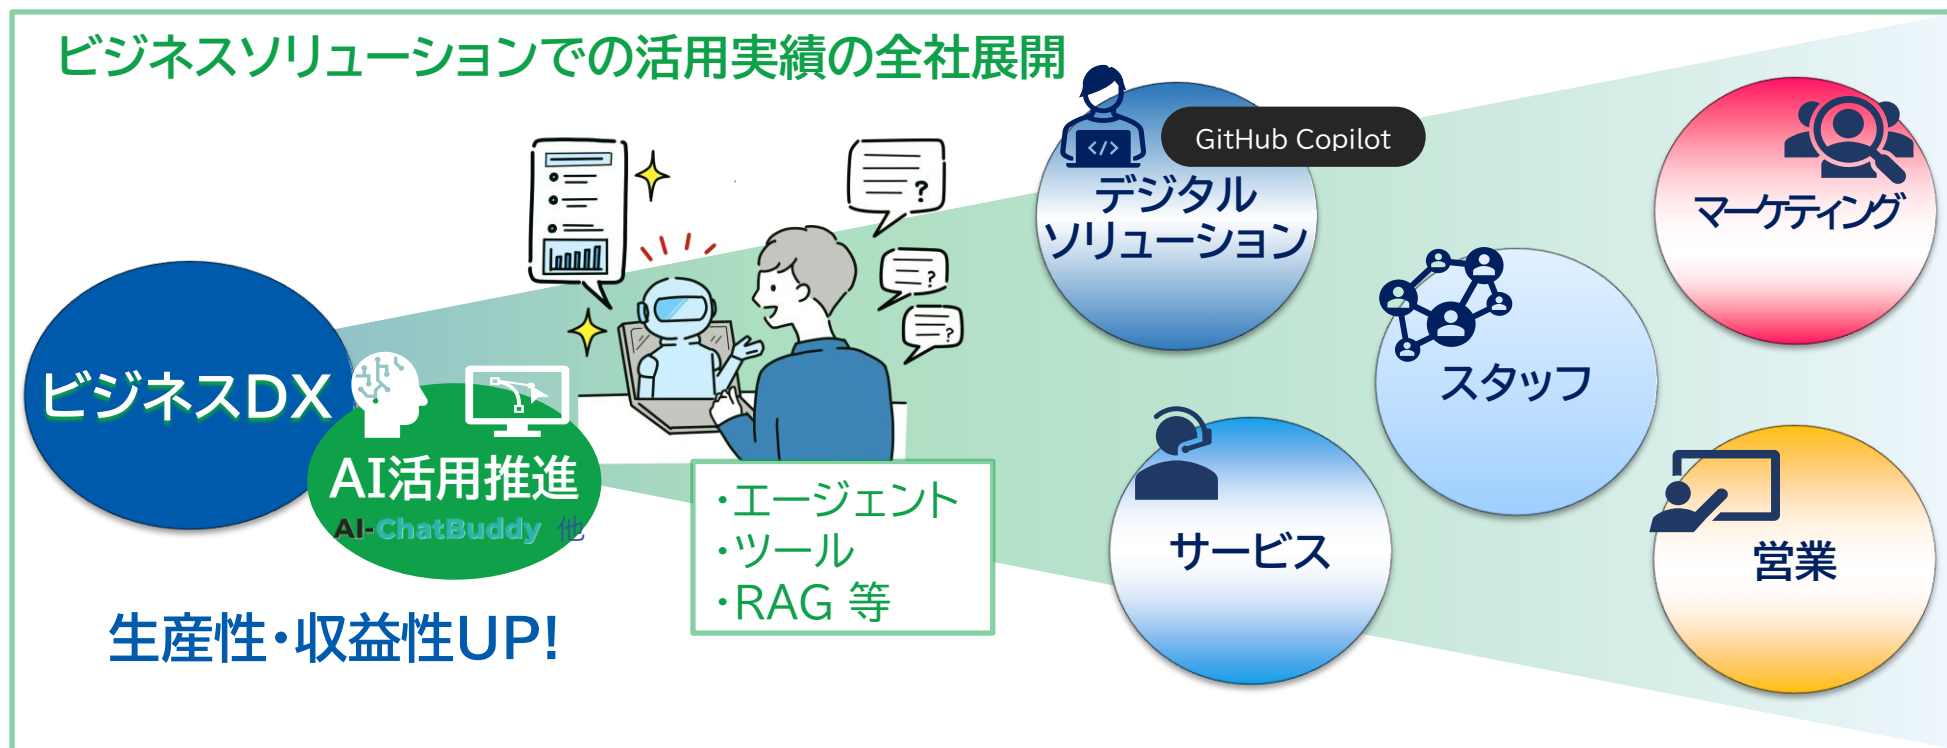 ビジネスソリューションでの活用実績の全社展開
GitHub Copilot
デジタル
ソリューション
マーケティング
スタッフ
サービス
営業
ビジネスDX
AI活用推進
AI-ChatBuddy 他
・エージェント
・ツール
・RAG 等
生産性・収益性UP!